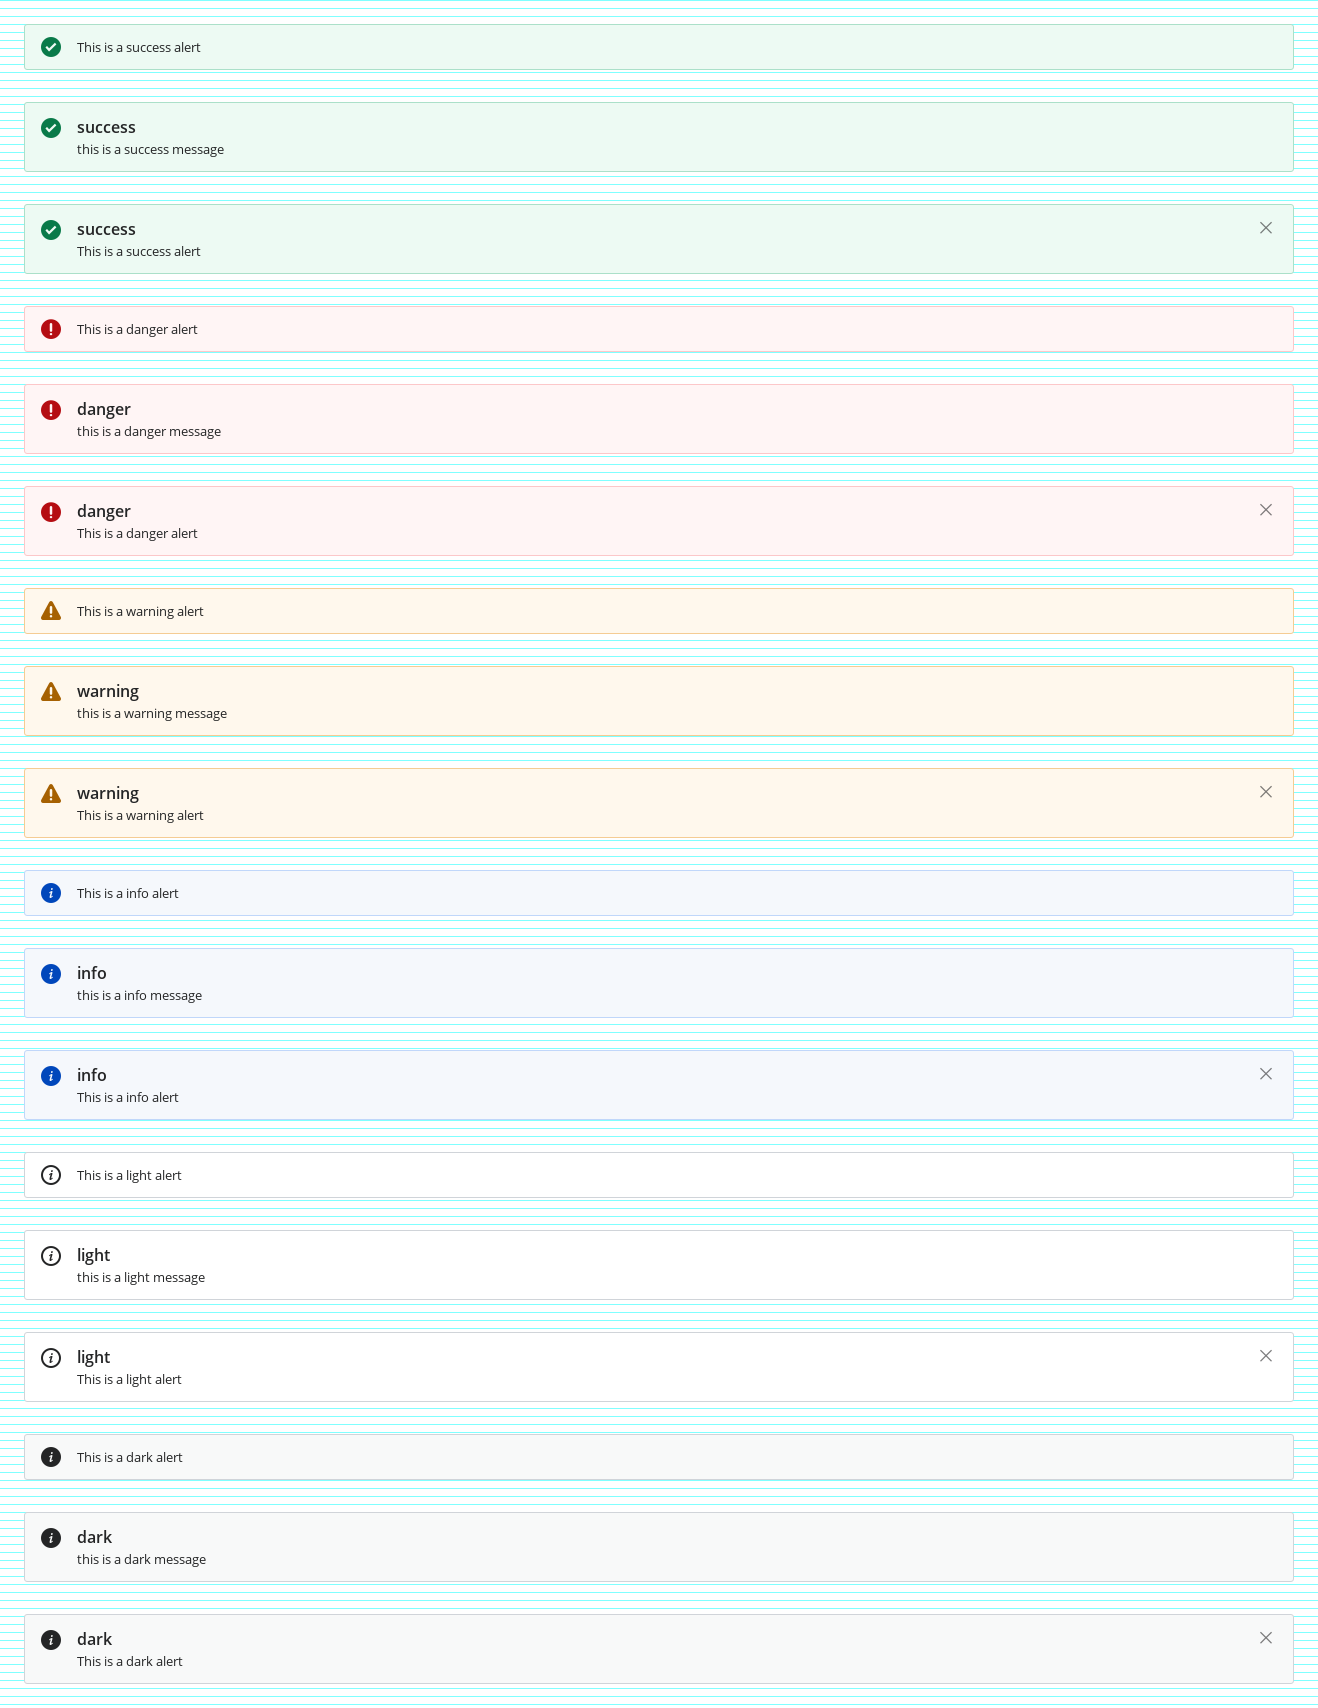 This is a success alert
success
this is a success message
success
This is a success alert
This is a danger alert
danger
this is a danger message
danger
This is a danger alert
This is a warning alert
warning
this is a warning message
warning
This is a warning alert
This is a info alert
info
this is a info message
info
This is a info alert
This is a light alert
light
this is a light message
light
This is a light alert
This is a dark alert
dark
this is a dark message
dark
This is a dark alert